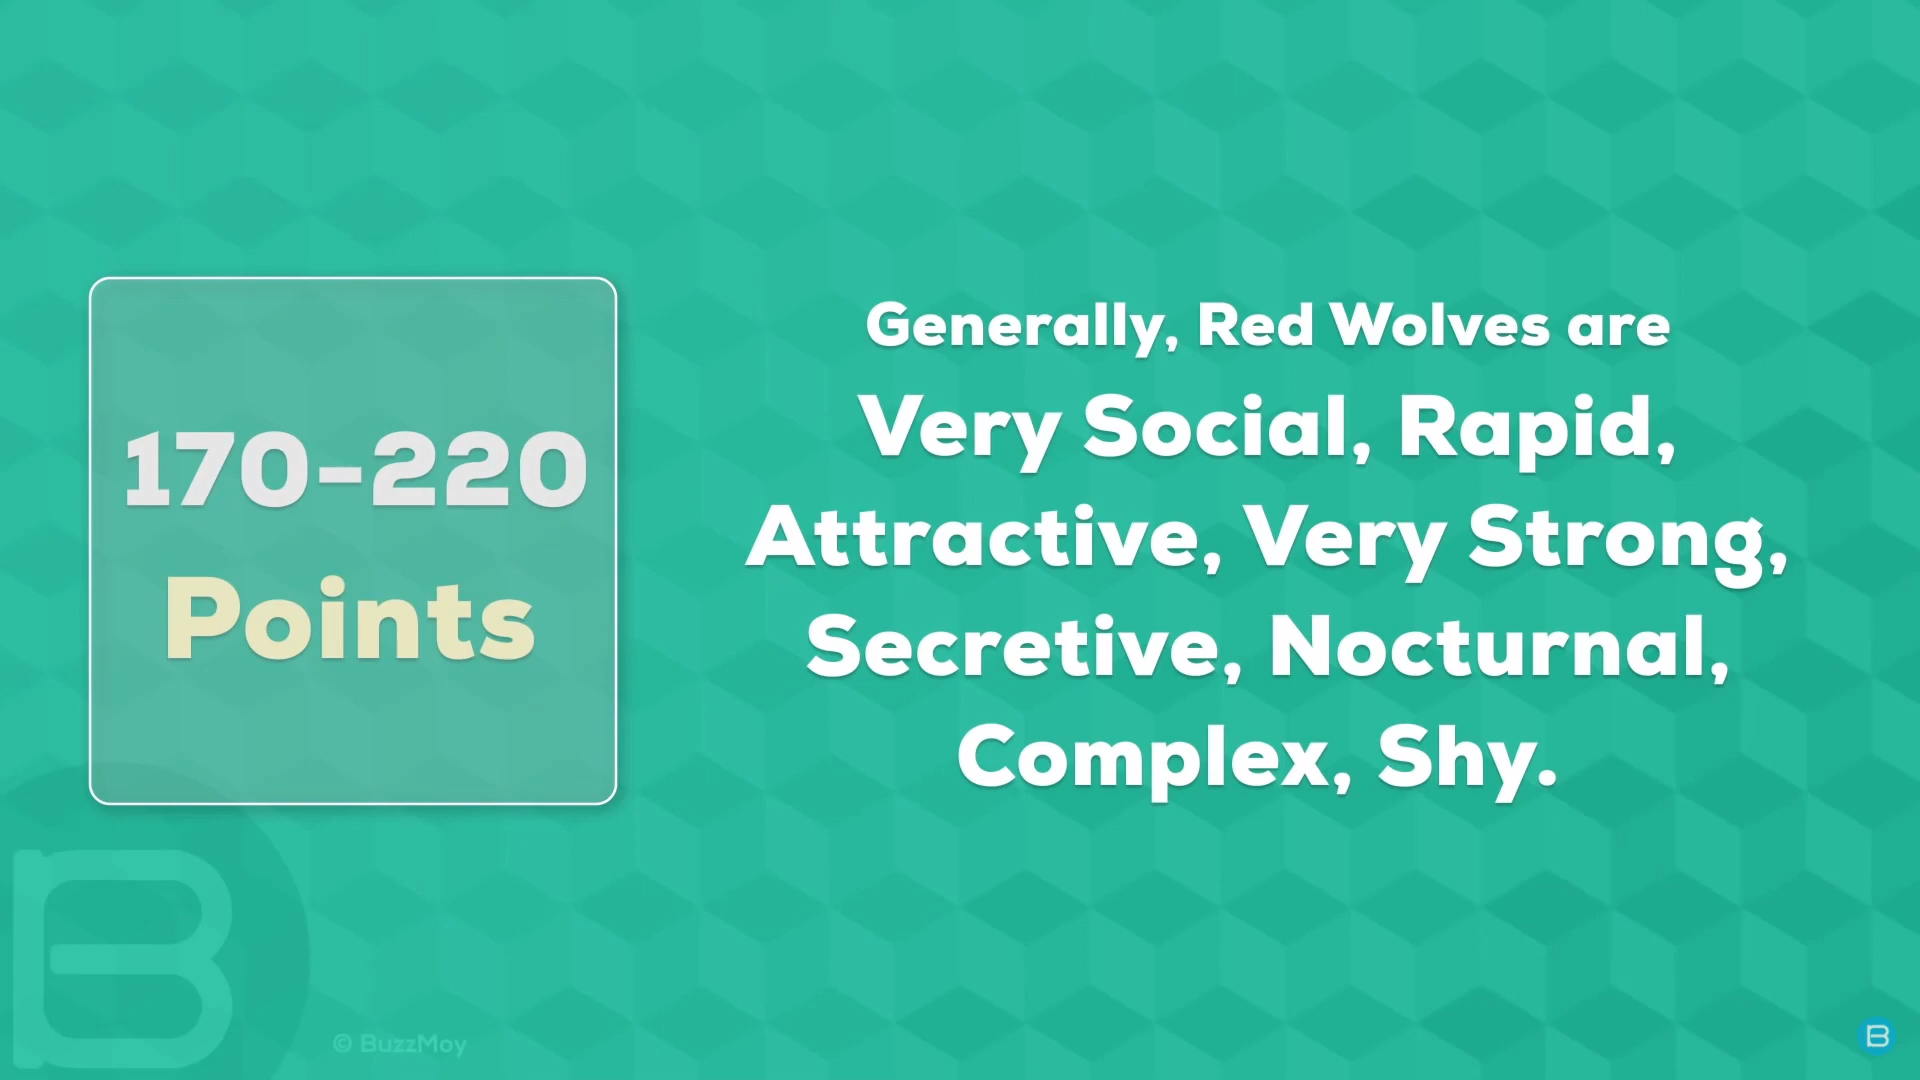 170-220
Points
Generally, Red Wolves are
Very Social, Rapid,
Attractive, Very Strong,
Secretive, Nocturnal,
Complex, Shy.
© BuzzMoy
B
B